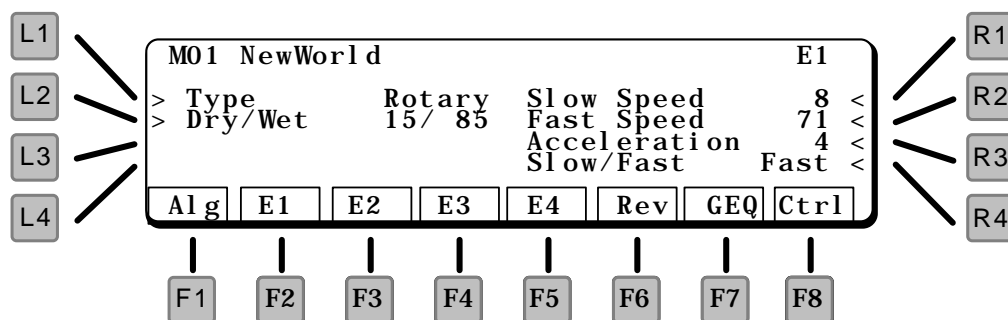 L1 R1
M01 NewWorld E1
L2 > Type Rotary Slow Speed 8 < R2
> Dry/Wet 15/ 85 Fast Speed 71 <
L3 Acceleration 4 < R3
Slow/Fast Fast <
L4 Alg E1 E2 E3 E4 Rev GEQ Ctrl R4
F1 F2 F3 F4 F5 F6 F7 F8